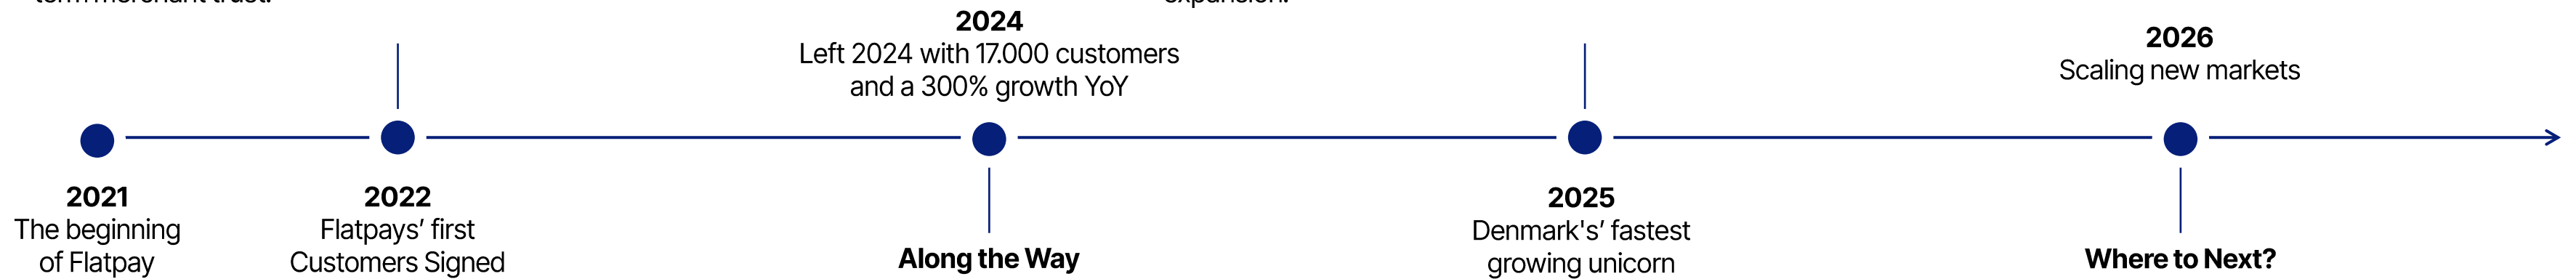 2024
Left 2024 with 17.000 customers
and a 300% growth YoY
2026
Scaling new markets
2021
The beginning
of Flatpay
2022
Flatpays’ first
Customers Signed
Along the Way
2025
Denmark's’ fastest
growing unicorn
Where to Next?